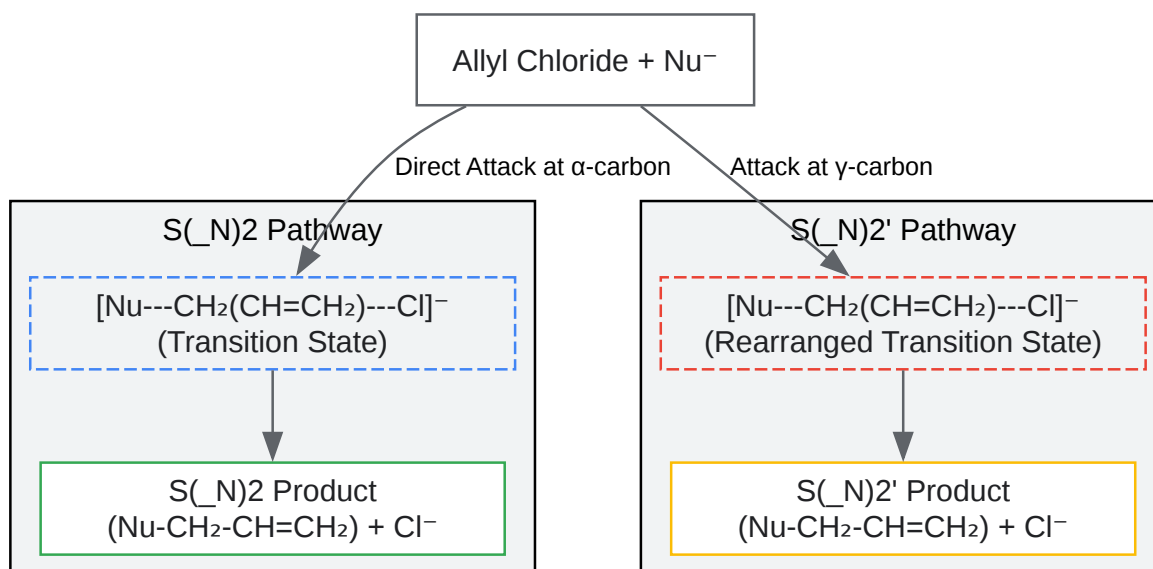 Allyl Chloride + Nu⁻
Direct Attack at α-carbon
Attack at γ-carbon
S(_N)2 Pathway
[Nu---CH₂(CH=CH₂)---Cl]⁻
(Transition State)
S(_N)2 Product
(Nu-CH₂-CH=CH₂) + Cl⁻
S(_N)2' Pathway
[Nu---CH₂(CH=CH₂)---Cl]⁻
(Rearranged Transition State)
S(_N)2' Product
(Nu-CH₂-CH=CH₂) + Cl⁻